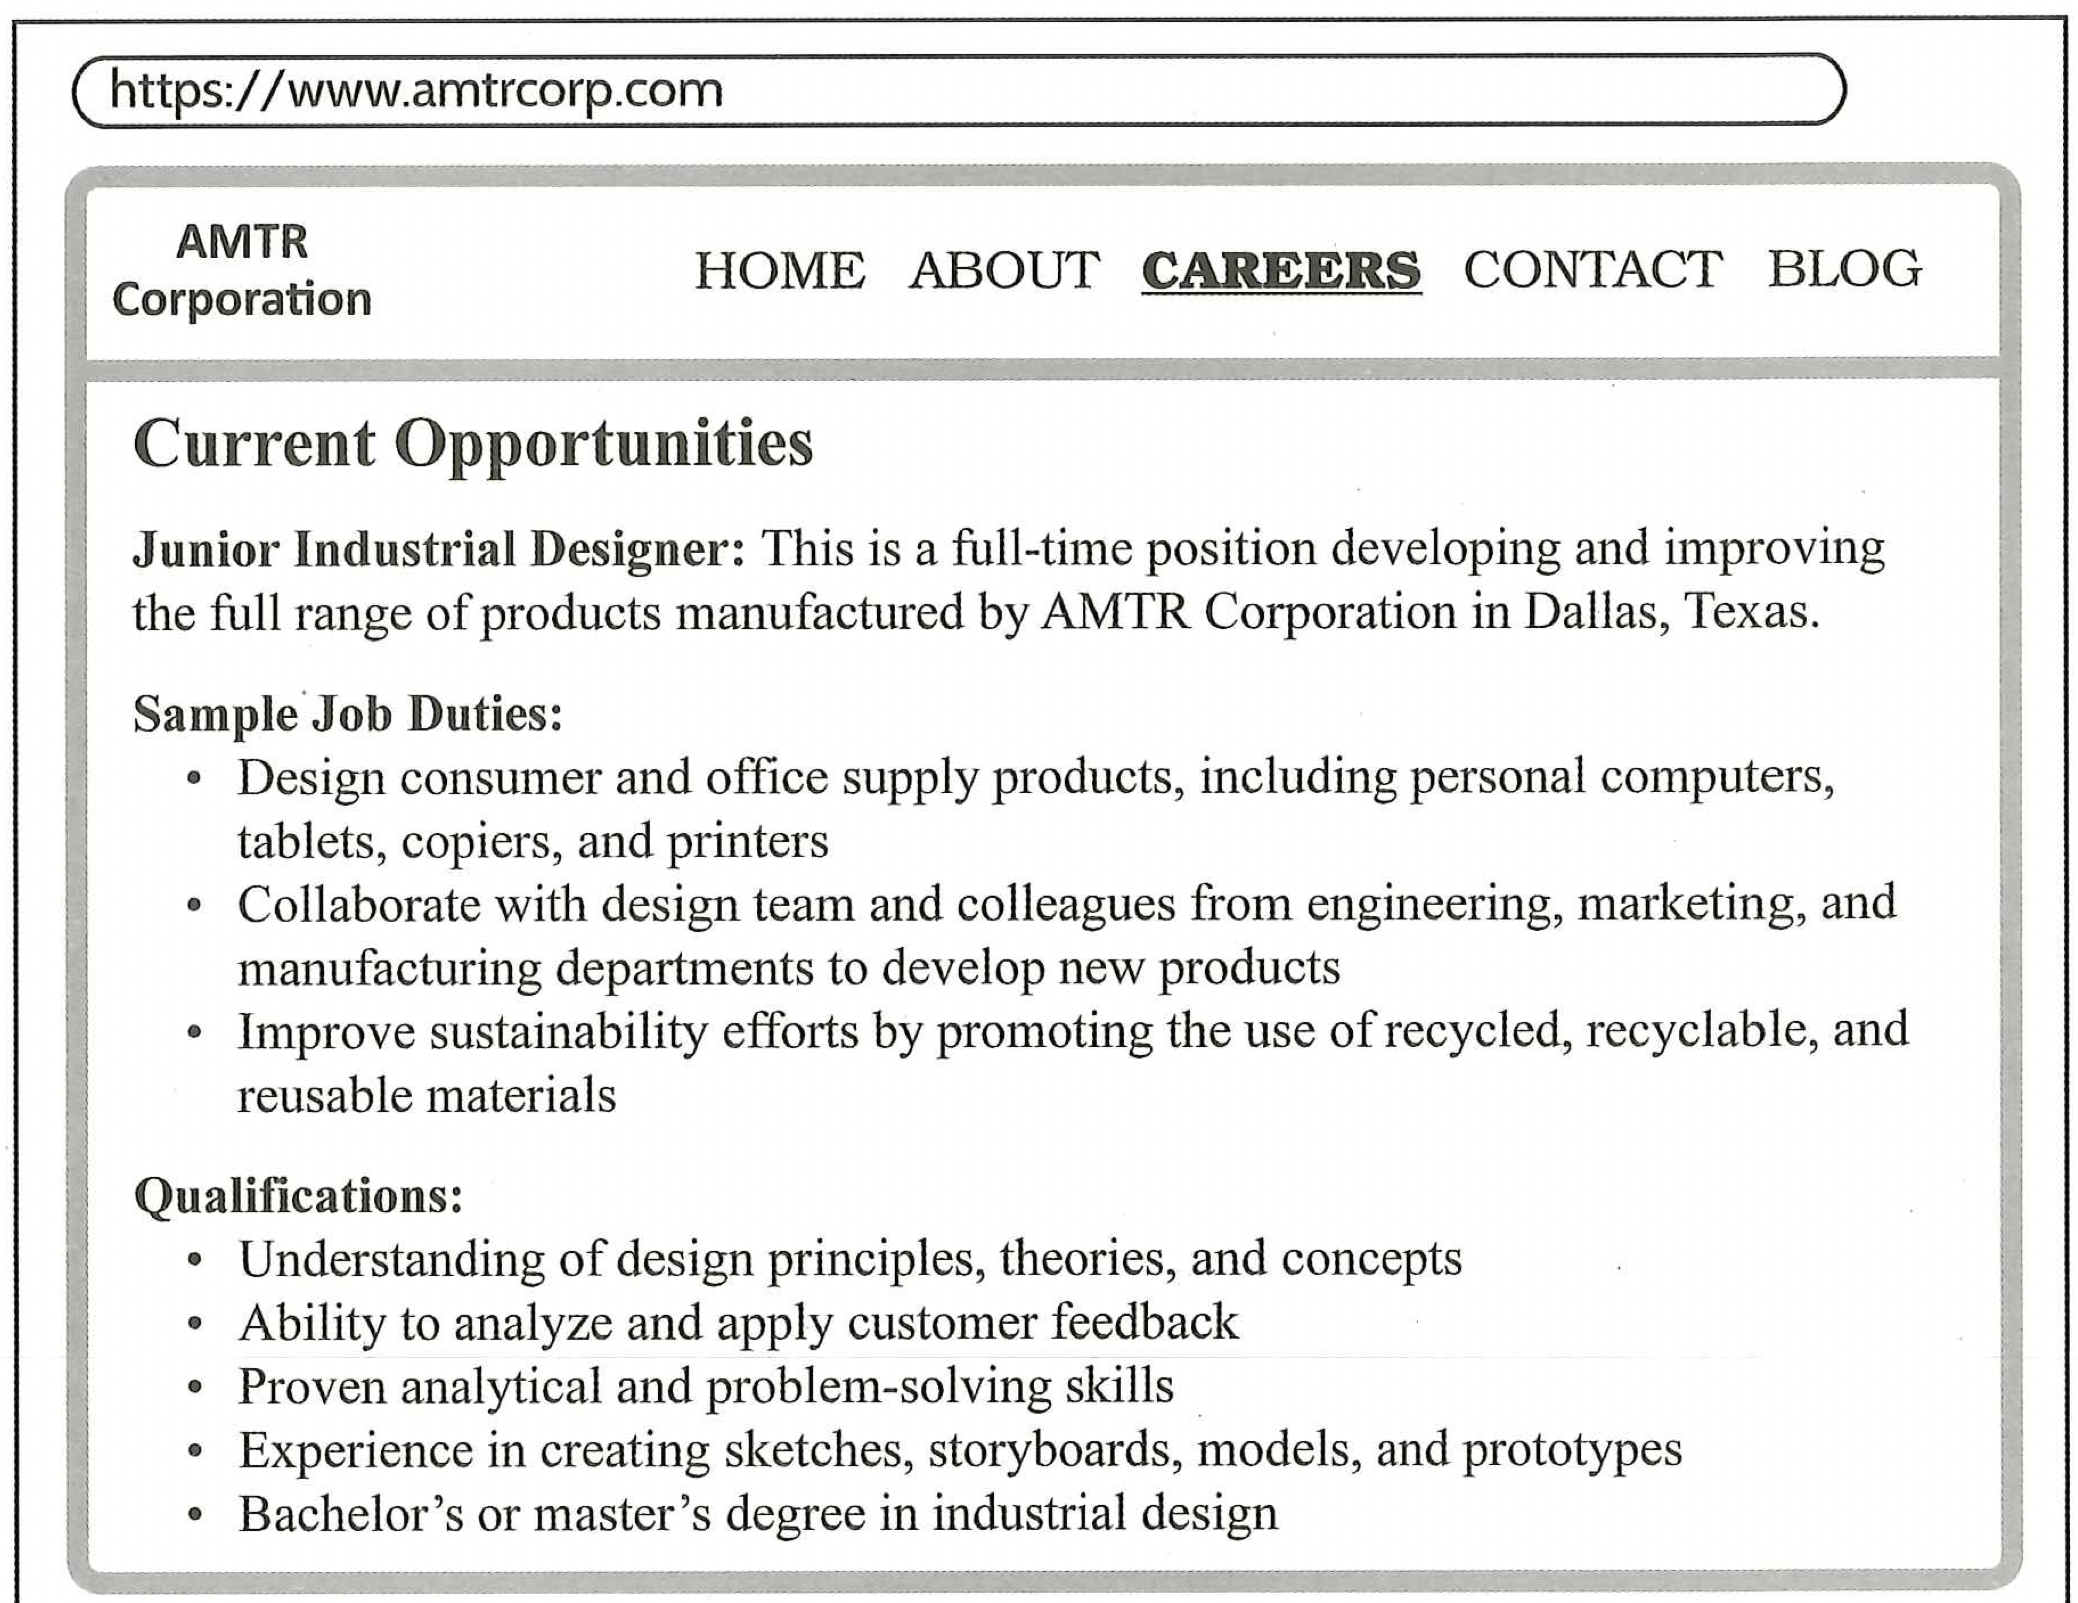 https://www.amtrcorp.com
AMTR
Corporation
HOME ABOUT CAREERS CONTACT BLOG
Current Opportunities
Junior Industrial Designer: This is a full-time position developing and improving
the full range of products manufactured by AMTR Corporation in Dallas, Texas.
Sample Job Duties:
• Design consumer and office supply products, including personal computers,
tablets, copiers, and printers
• Collaborate with design team and colleagues from engineering, marketing, and
manufacturing departments to develop new products
• Improve sustainability efforts by promoting the use of recycled, recyclable, and
reusable materials
Qualifications:
• Understanding of design principles, theories, and concepts
• Ability to analyze and apply customer feedback
• Proven analytical and problem-solving skills
• Experience in creating sketches, storyboards, models, and prototypes
• Bachelor’s or master’s degree in industrial design